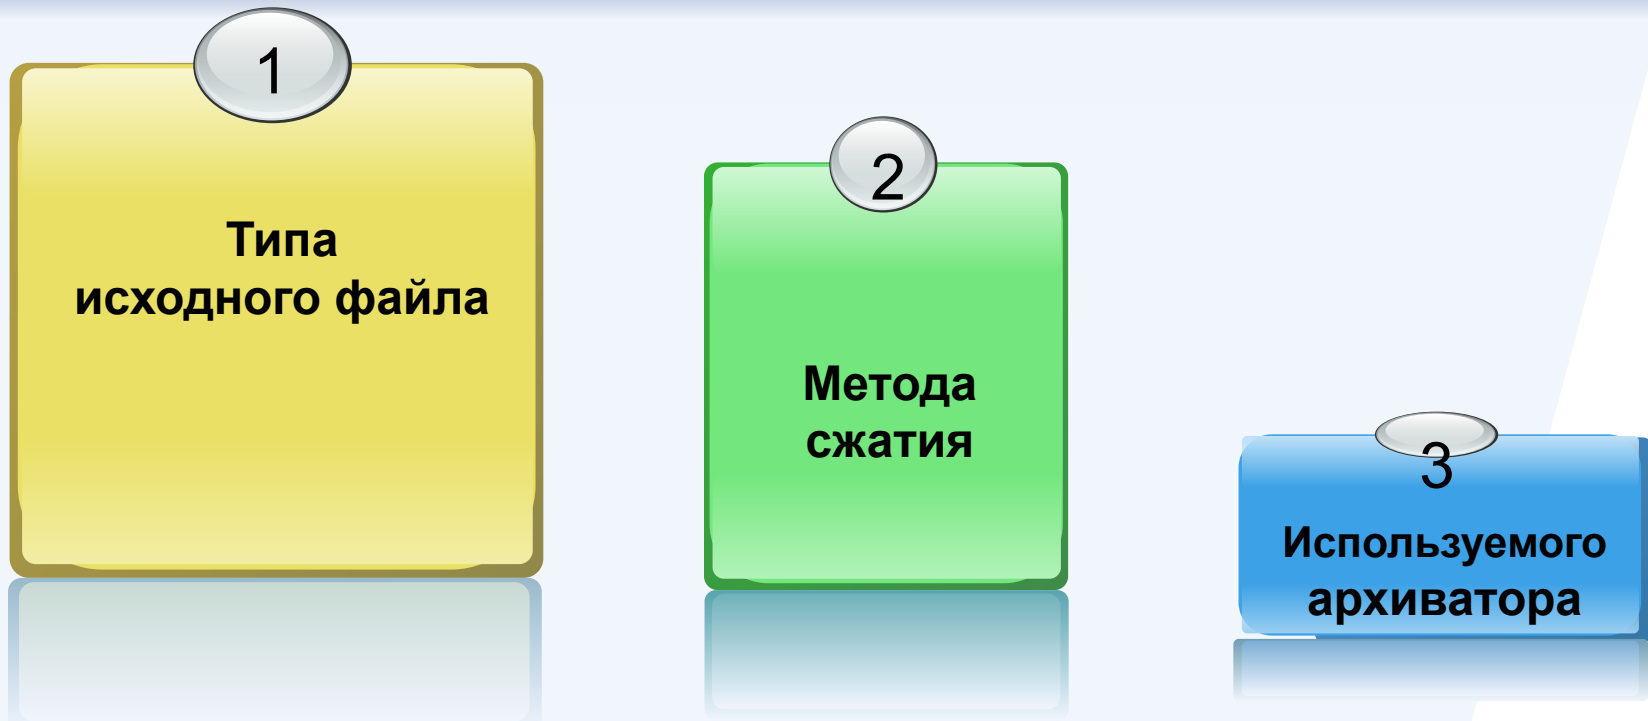 1
Типа
исходного файла
2
Метода
сжатия
3
Используемого
архиватора